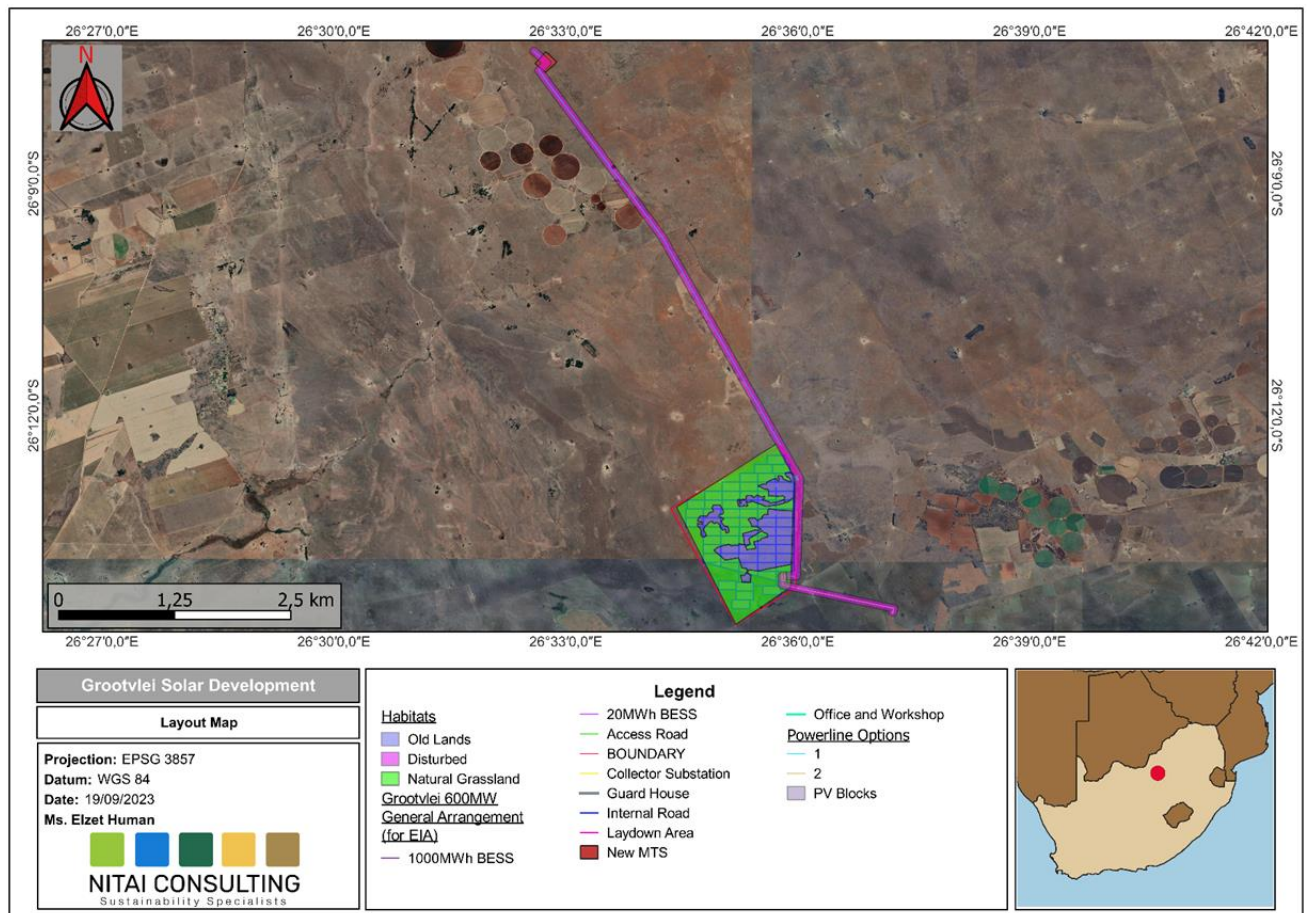 26°27'0,0"E 26°30'0,0"E 26°33'0,0"E 26°36'0,0"E 26°39'0,0"E 26°42'0,0"E
N
26°9'0,0"S 26°9'0,0"S
26°12'0,0"S 26°12'0,0"S
0 1,25 2,5 km
26°27'0,0"E 26°30'0,0"E 26°33'0,0"E 26°36'0,0"E 26°39'0,0"E 26°42'0,0"E
Grootvlei Solar Development
Layout Map
Projection: EPSG 3857
Datum: WGS 84
Date: 19/09/2023
Ms. Elzet Human
NITAI CONSULTING
Sustainability Specialists
Legend
Habitats
Old Lands
Disturbed
Natural Grassland
Grootvlei 600MW
General Arrangement
(for EIA)
1000MWh BESS
20MWh BESS
Access Road
BOUNDARY
Collector Substation
Guard House
Internal Road
Laydown Area
New MTS
Office and Workshop
Powerline Options
1
2
PV Blocks